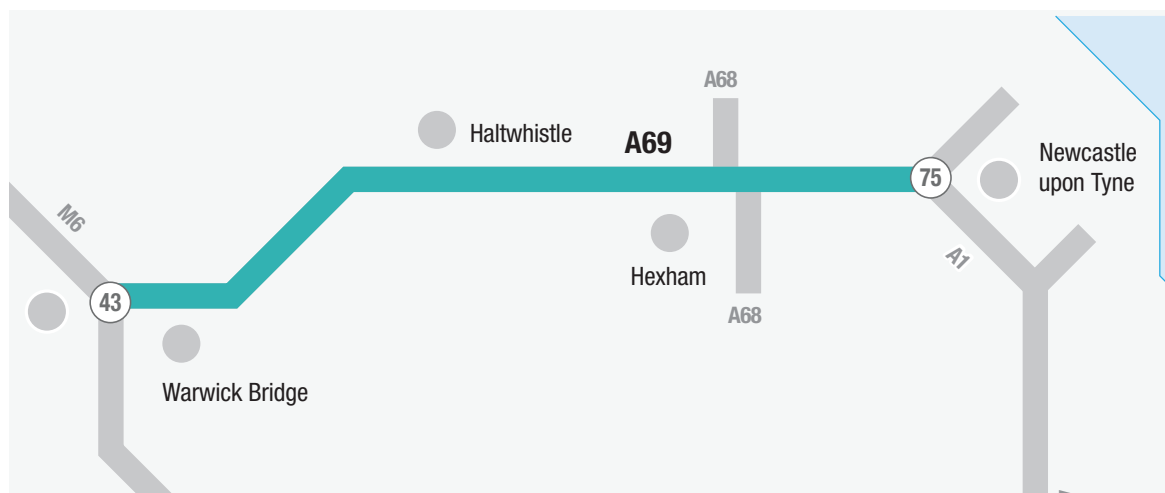 A68
Haltwhistle
A69
Newcastle
upon Tyne
75
M6
A1
Hexham
43
A68
Warwick Bridge